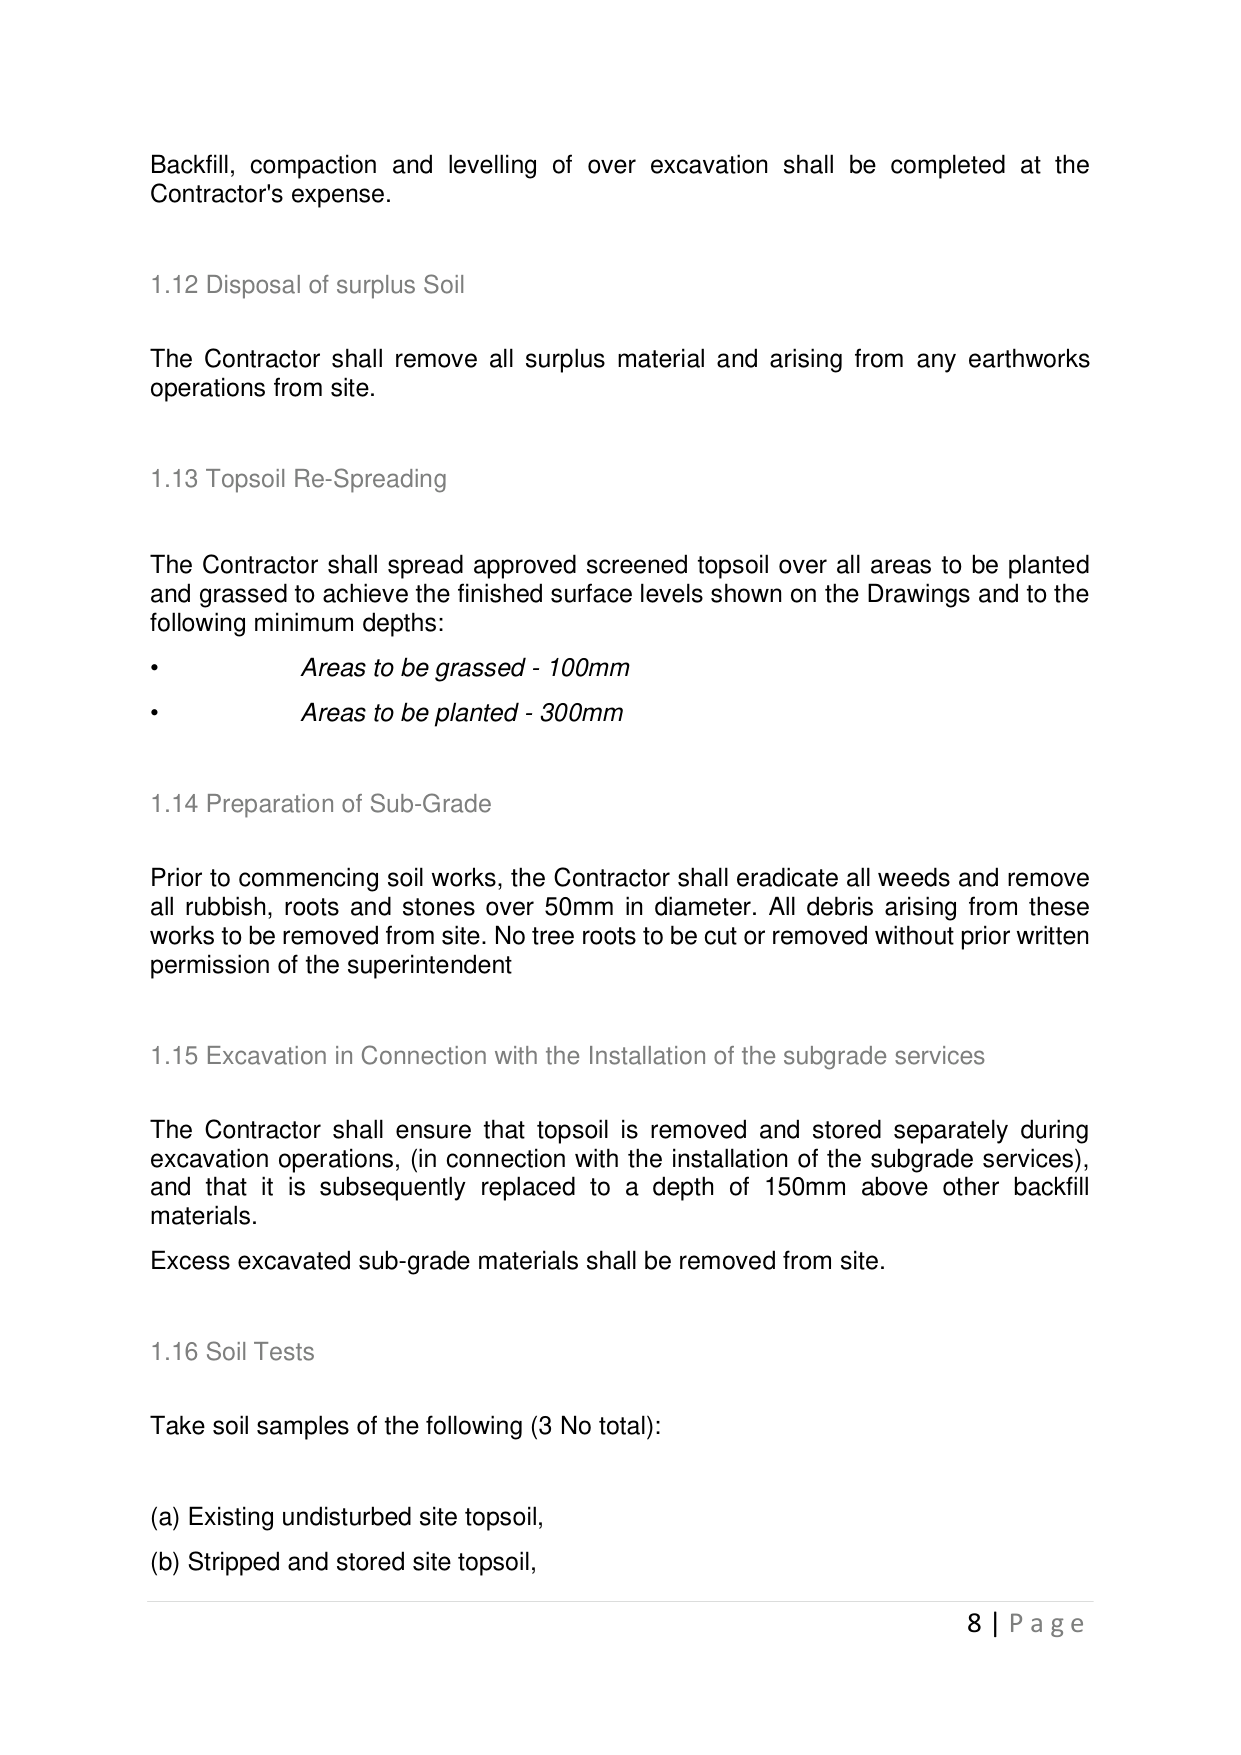 Backfill, compaction and levelling of over excavation shall be completed at the
Contractor's expense.
1.12 Disposal of surplus Soil
The Contractor shall remove all surplus material and arising from any earthworks
operations from site.
1.13 Topsoil Re-Spreading
The Contractor shall spread approved screened topsoil over all areas to be planted
and grassed to achieve the finished surface levels shown on the Drawings and to the
following minimum depths:
• Areas to be grassed - 100mm
• Areas to be planted - 300mm
1.14 Preparation of Sub-Grade
Prior to commencing soil works, the Contractor shall eradicate all weeds and remove
all rubbish, roots and stones over 50mm in diameter. All debris arising from these
works to be removed from site. No tree roots to be cut or removed without prior written
permission of the superintendent
1.15 Excavation in Connection with the Installation of the subgrade services
The Contractor shall ensure that topsoil is removed and stored separately during
excavation operations, (in connection with the installation of the subgrade services),
and that it is subsequently replaced to a depth of 150mm above other backfill
materials.
Excess excavated sub-grade materials shall be removed from site.
1.16 Soil Tests
Take soil samples of the following (3 No total):
(a) Existing undisturbed site topsoil,
(b) Stripped and stored site topsoil,
8 | Page